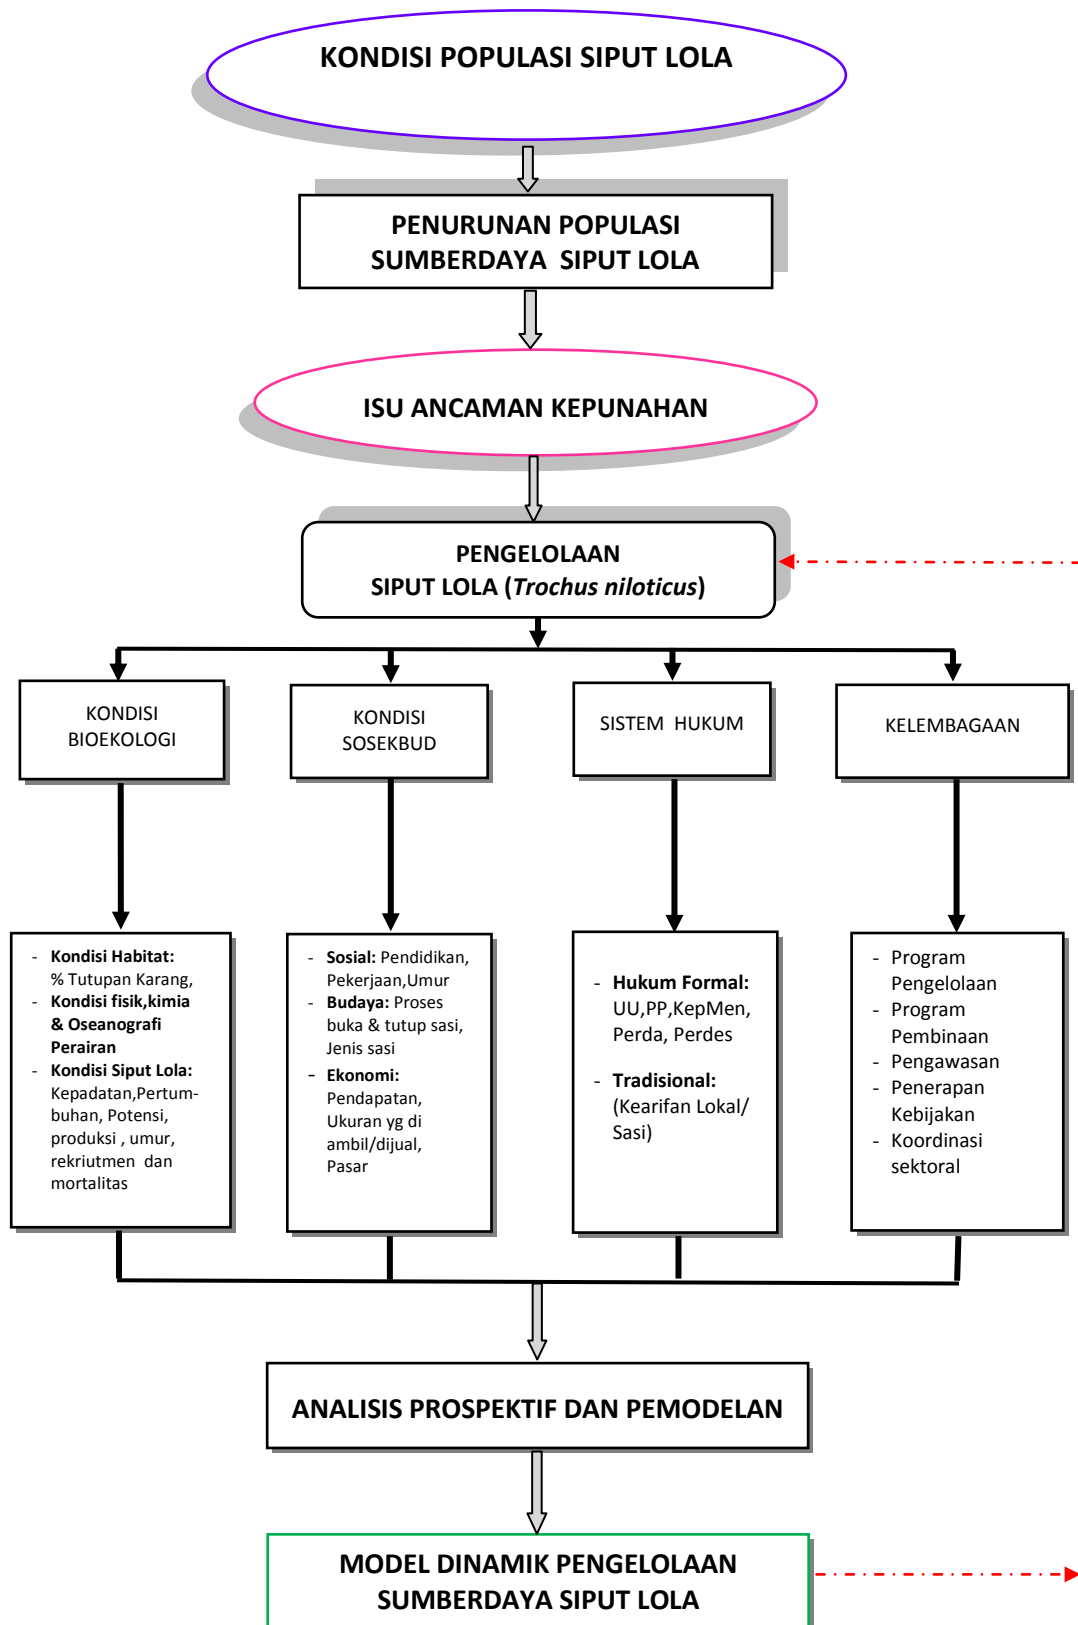 KONDISI POPULASI SIPUT LOLA
PENURUNAN POPULASI
SUMBERDAYA SIPUT LOLA
ISU ANCAMAN KEPUNAHAN
PENGELOLAAN
SIPUT LOLA (Trochus niloticus)
KONDISI
BIOEKOLOGI
KONDISI
SOSEKBUD
SISTEM HUKUM
KELEMBAGAAN
- Kondisi Habitat:
% Tutupan Karang,
- Kondisi fisik,kimia
& Oseanografi
Perairan
- Kondisi Siput Lola:
Kepadatan,Pertum-
buhan, Potensi,
produksi , umur,
rekriutmen dan
mortalitas
- Sosial: Pendidikan,
Pekerjaan,Umur
- Budaya: Proses
buka & tutup sasi,
Jenis sasi
- Ekonomi:
Pendapatan,
Ukuran yg di
ambil/dijual,
Pasar
- Hukum Formal:
UU,PP,KepMen,
Perda, Perdes
- Tradisional:
(Kearifan Lokal/
Sasi)
- Program
Pengelolaan
- Program
Pembinaan
- Pengawasan
- Penerapan
Kebijakan
- Koordinasi
sektoral
ANALISIS PROSPEKTIF DAN PEMODELAN
MODEL DINAMIK PENGELOLAAN
SUMBERDAYA SIPUT LOLA